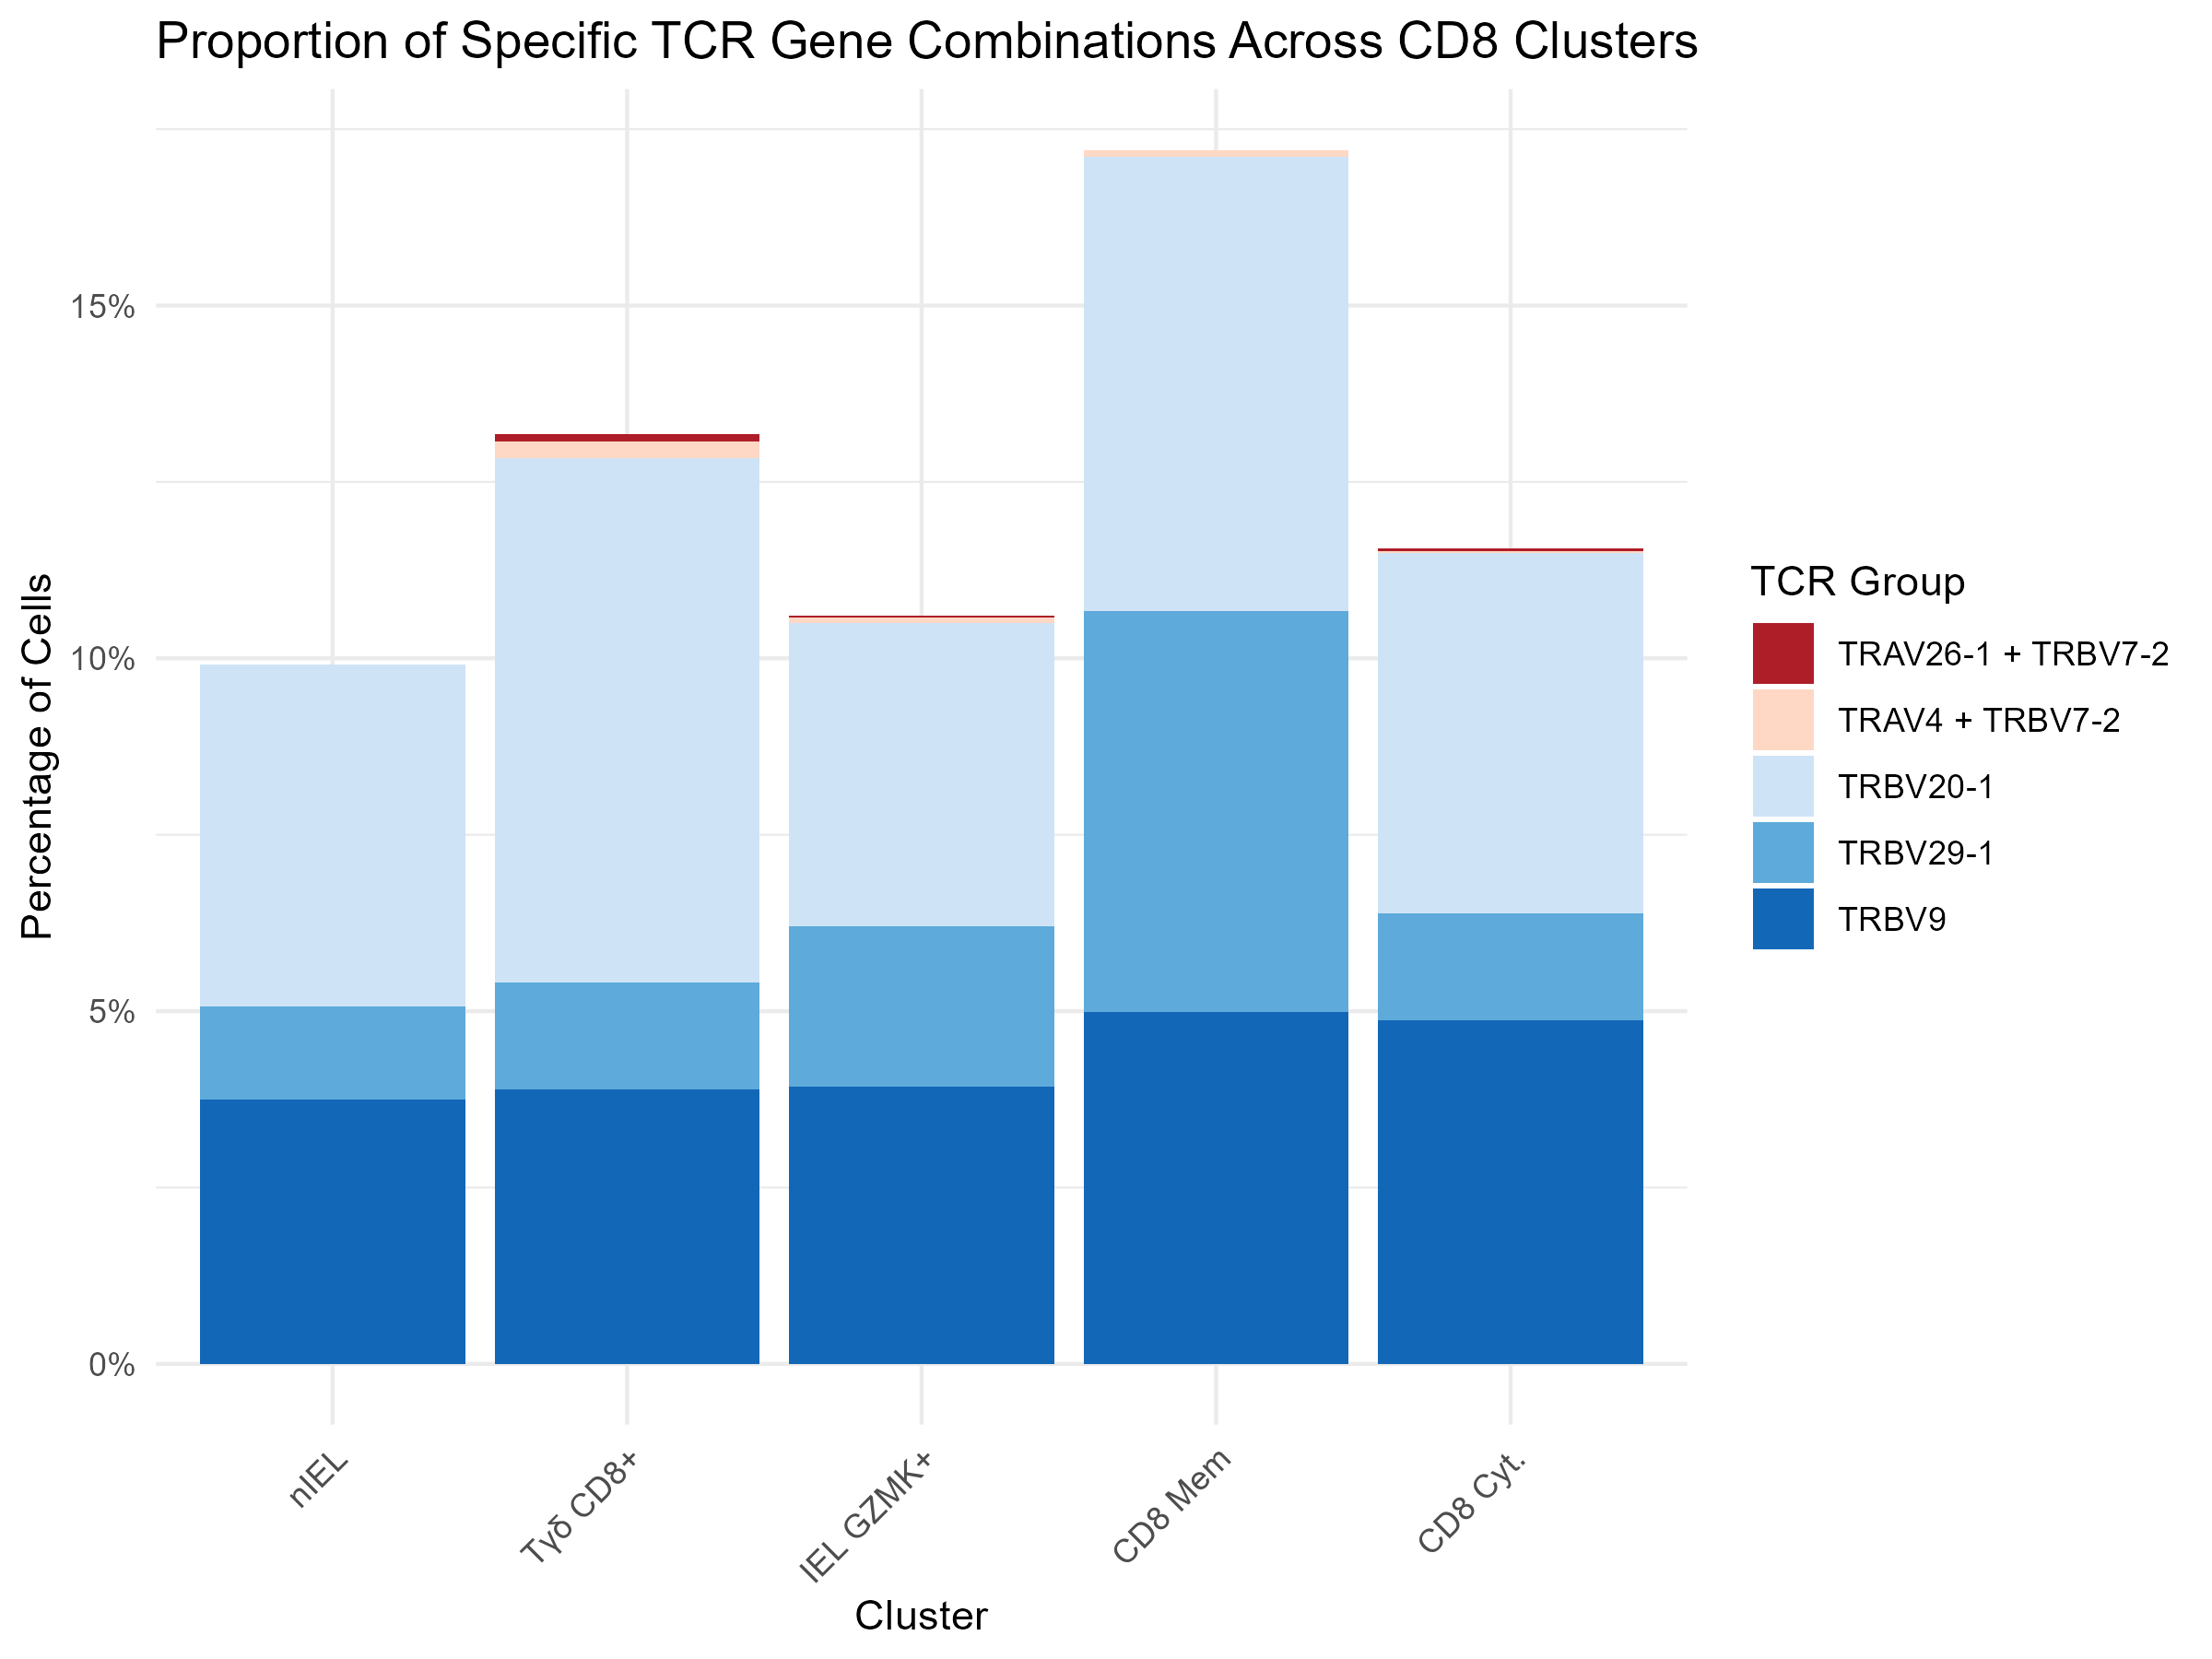 Proportion of Specific TCR Gene Combinations Across CD8 Clusters
Percentage of Cells
15%
10%
5%
0%
nIEL
Tγδ CD8+
IEL GZMK+
CD8 Mem
CD8 Cyt.
Cluster
TCR Group
TRAV26-1 + TRBV7-2
TRAV4 + TRBV7-2
TRBV20-1
TRBV29-1
TRBV9